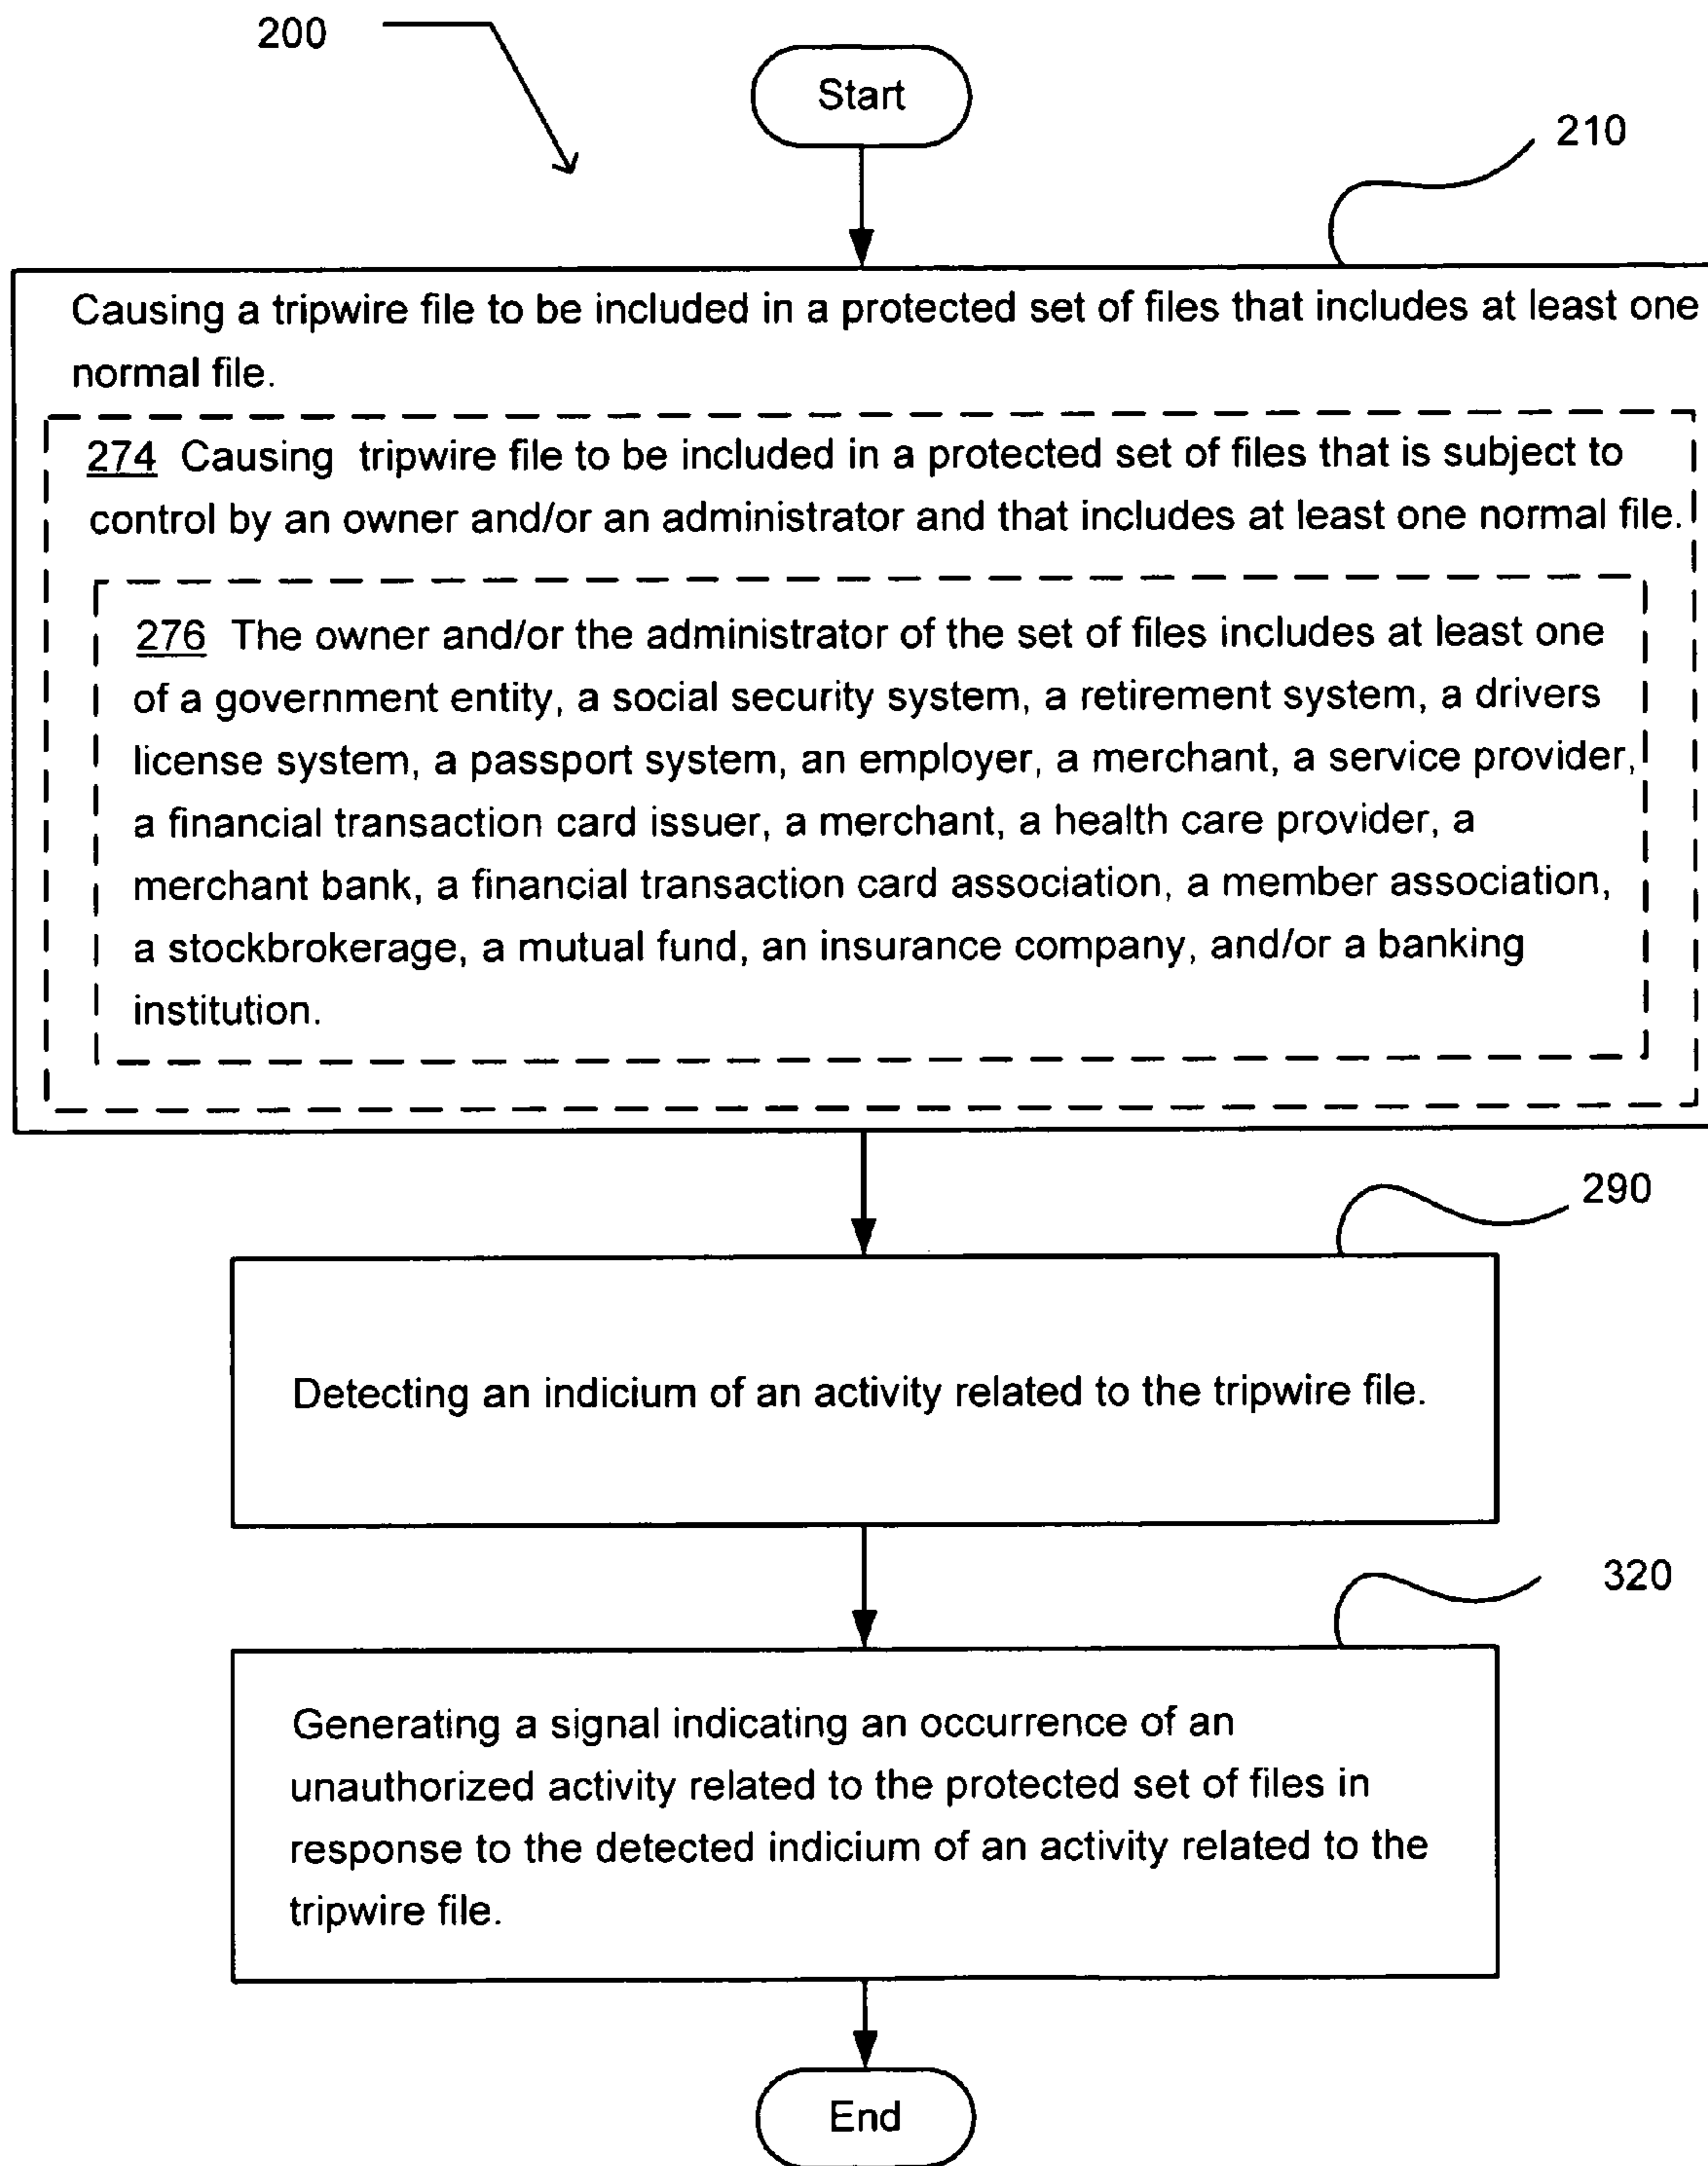 200
Start
210
Causing a tripwire file to be included in a protected set of files that includes at least one
normal file.
274 Causing tripwire file to be included in a protected set of files that is subject to
control by an owner and/or an administrator and that includes at least one normal file.
276 The owner and/or the administrator of the set of files includes at least one
of a government entity, a social security system, a retirement system, a drivers
license system, a passport system, an employer, a merchant, a service provider,
a financial transaction card issuer, a merchant, a health care provider, a
merchant bank, a financial transaction card association, a member association,
a stockbrokerage, a mutual fund, an insurance company, and/or a banking
institution.
290
Detecting an indicium of an activity related to the tripwire file.
320
Generating a signal indicating an occurrence of an
unauthorized activity related to the protected set of files in
response to the detected indicium of an activity related to the
tripwire file.
End